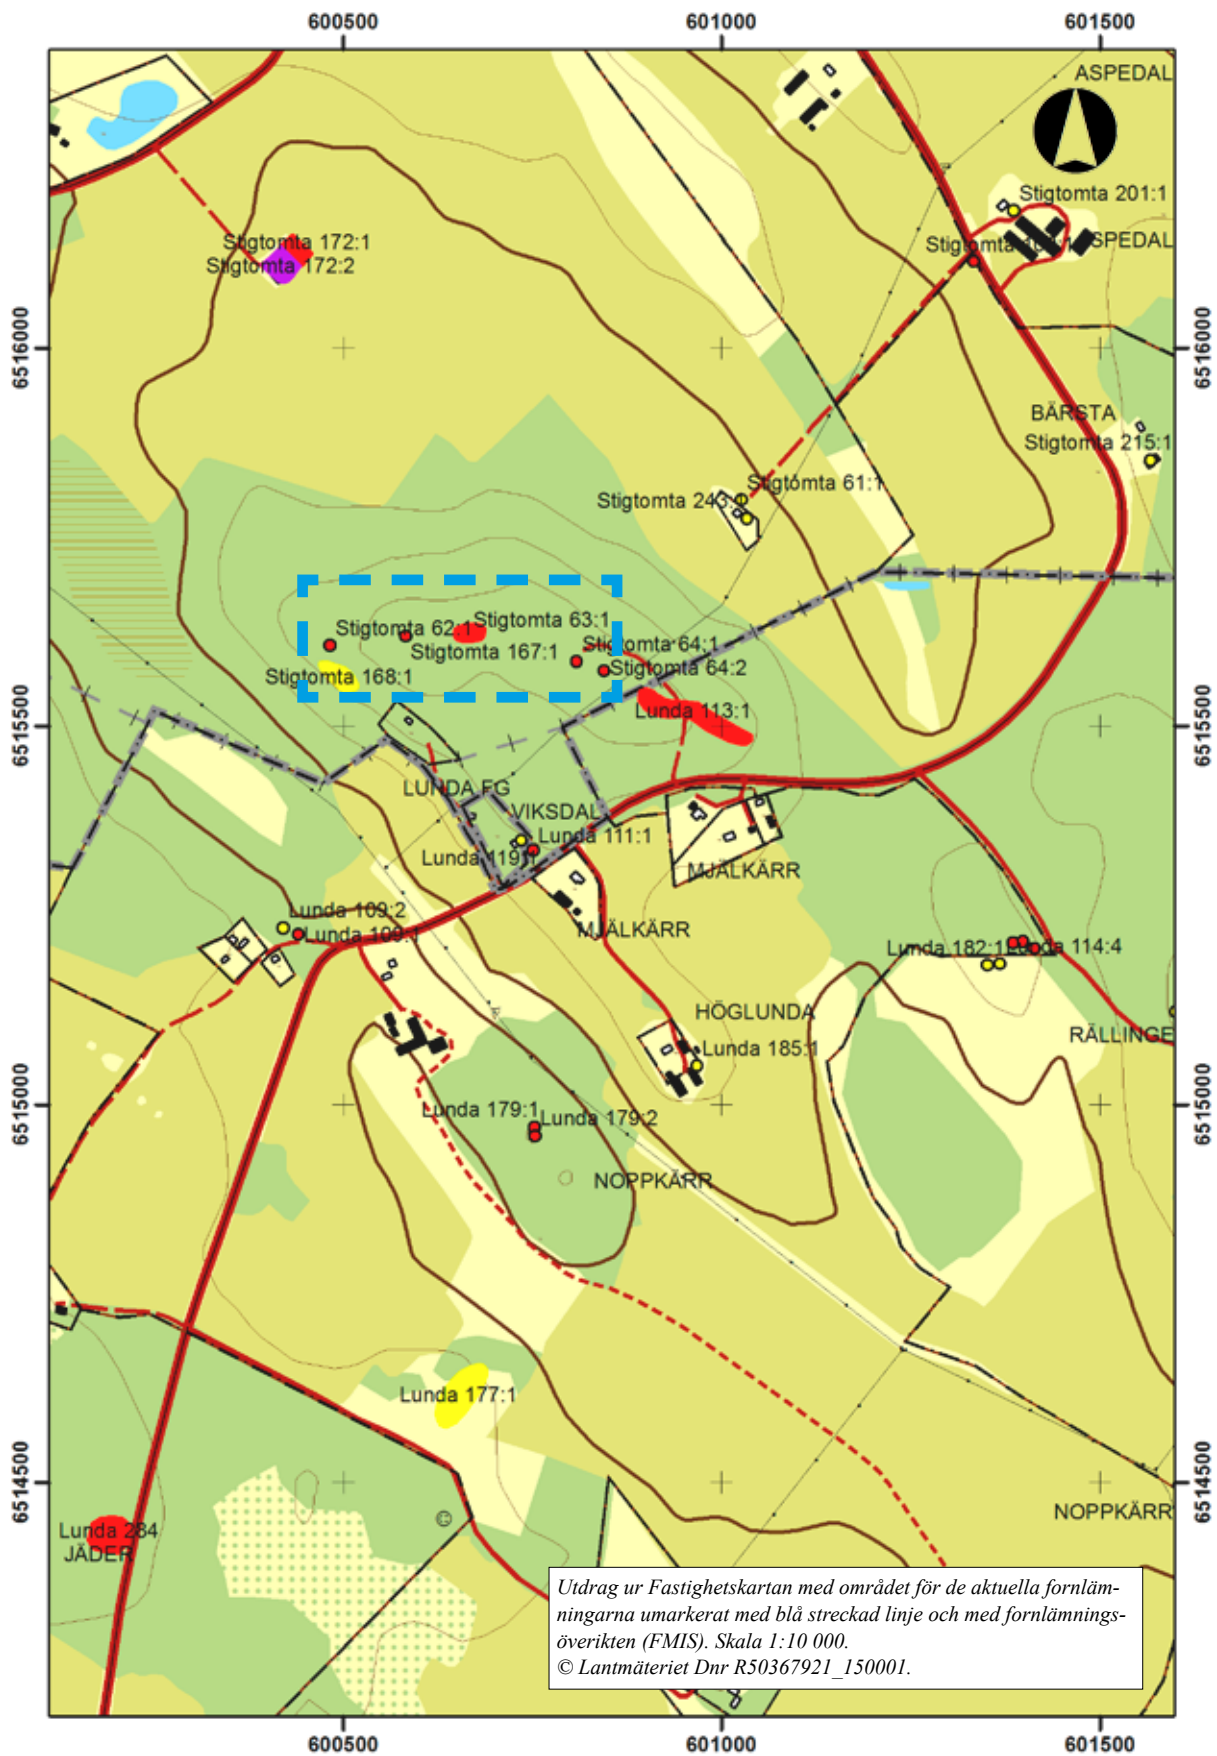 600500
601000
601500
ASPEDAL
Stigtomta 201:1
Stigtomta 172:1
ASPEDAL
Stigtomta 172:2
6516000
6516000
BÄRSTA
Stigtomta 215:1
Stigtomta 61:1
Stigtomta 243:
Stigtomta 63:1
Stigtomta 62:1
Stigtomta 64:1
Stigtomta 167:1
Stigtomta 64:2
Stigtomta 168:1
Lunda 113:1
6515500
6515500
LUNDA FG
VIKSDAL
Lunda 111:1
Lunda 119:1
MJÄLKÄRR
Lunda 109:2
MJÄLKÄRR
Lunda 109:1
Lunda 182:1
Lunda 114:4
HÖGLUNDA
RÄLLINGE
Lunda 185:1
6515000
6515000
Lunda 179:1
Lunda 179:2
NOPPKÄRR
Lunda 177:1
6514500
6514500
NOPPKÄRR
Lunda 284
JÄDER
Utdrag ur Fastighetskartan med området för de aktuella fornläm-
ningarna umarkerat med blå streckad linje och med fornlämnings-
överikten (FMIS). Skala 1:10 000.
© Lantmäteriet Dnr R50367921_150001.
600500
601000
601500